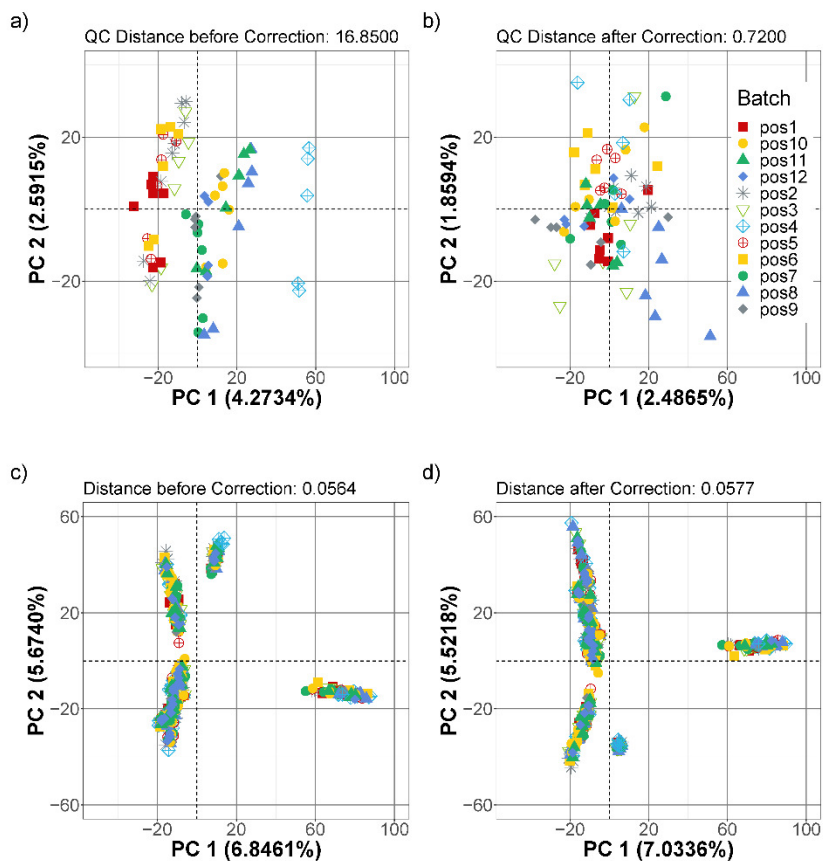 a)
QC Distance before Correction: 16.8500
PC 2 (2.5915%)
20
−20
−20
20
60
100
PC 1 (4.2734%)
b)
QC Distance after Correction: 0.7200
PC 2 (1.8594%)
20
−20
−20
20
60
100
PC 1 (2.4865%)
Batch
pos1
pos10
pos11
pos12
pos2
pos3
pos4
pos5
pos6
pos7
pos8
pos9
c)
Distance before Correction: 0.0564
PC 2 (5.6740%)
60
20
−20
−60
−20
20
60
100
PC 1 (6.8461%)
d)
Distance after Correction: 0.0577
PC 2 (5.5218%)
60
20
−20
−60
−20
20
60
100
PC 1 (7.0336%)